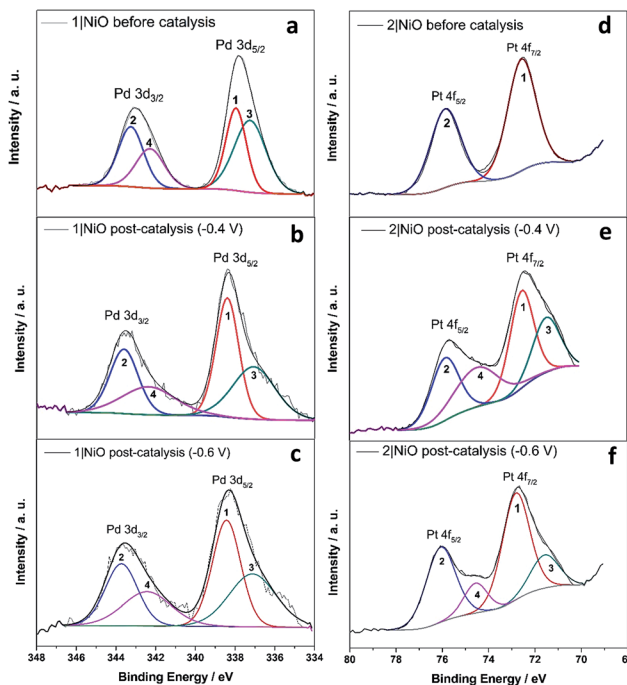 1|NiO before catalysis
a
Pd 3d5/2
Pd 3d3/2
1
2
3
4
Intensity / a. u.
1|NiO post-catalysis (-0.4 V)
b
Pd 3d5/2
Pd 3d3/2
1
2
3
4
Intensity / a. u.
1|NiO post-catalysis (-0.6 V)
c
Pd 3d5/2
Pd 3d3/2
1
2
3
4
Intensity / a. u.
348 346 344 342 340 338 336 334
Binding Energy / eV
2|NiO before catalysis
d
Pt 4f7/2
Pt 4f5/2
1
2
Intensity / a. u.
2|NiO post-catalysis (-0.4 V)
e
Pt 4f7/2
Pt 4f5/2
1
2
3
4
Intensity / a. u.
2|NiO post-catalysis (-0.6 V)
f
Pt 4f7/2
Pt 4f5/2
1
2
3
4
Intensity / a. u.
80 78 76 74 72 70
Binding Energy / eV